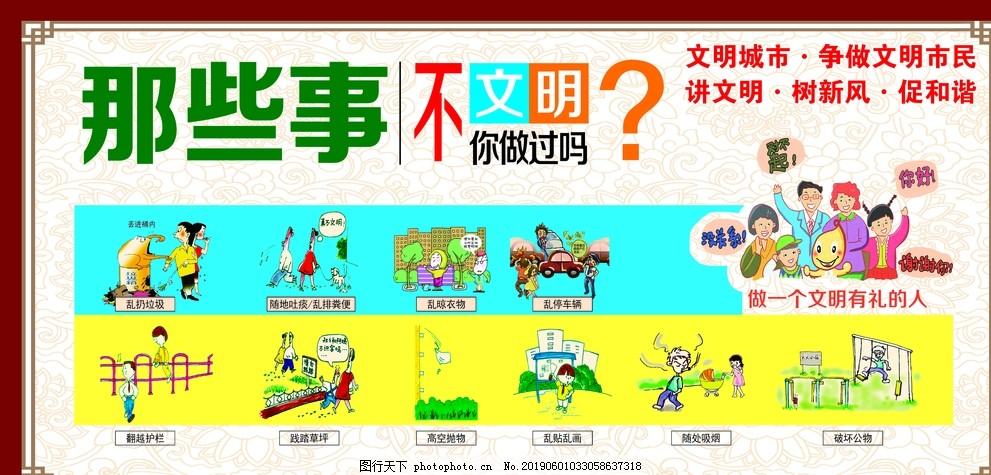 文明城市·争做文明市民
讲文明·树新风·促和谐
那些事
不文明
你做过吗
?
对不起!
你好!
没关系!
谢谢你!
做一个文明有礼的人
丢进桶内
真不文明
乱扔垃圾
随地吐痰/乱排粪便
乱晾衣物
乱停车辆
翻越护栏
践踏草坪
高空抛物
乱贴乱画
随处吸烟
破坏公物
图行天下 photophoto.cn No.20190601033058637318